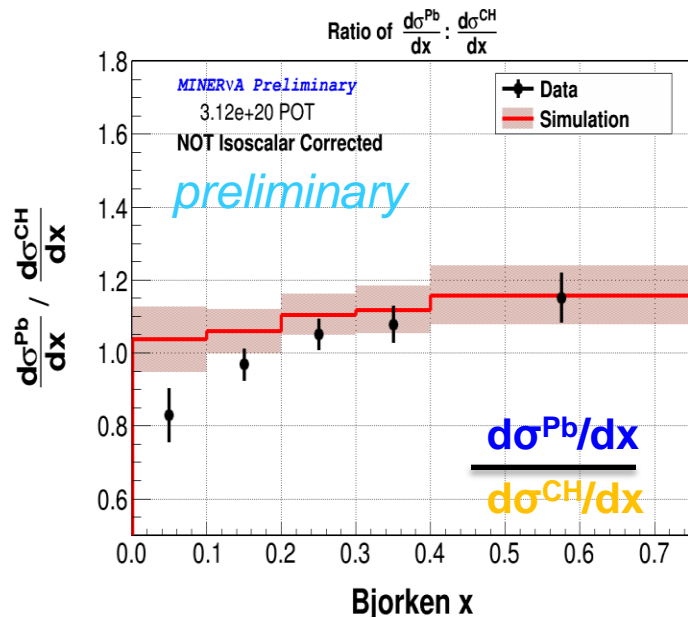 Ratio of dσ^Pb/dx : dσ^CH/dx
1.8
1.6
1.4
1.2
1.0
0.8
0.6
MINERνA Preliminary
3.12e+20 POT
NOT Isoscalar Corrected
preliminary
Data
Simulation
dσ^Pb/dx / dσ^CH/dx
dσ^Pb/dx
dσ^CH/dx
0.0 0.1 0.2 0.3 0.4 0.5 0.6 0.7
Bjorken x